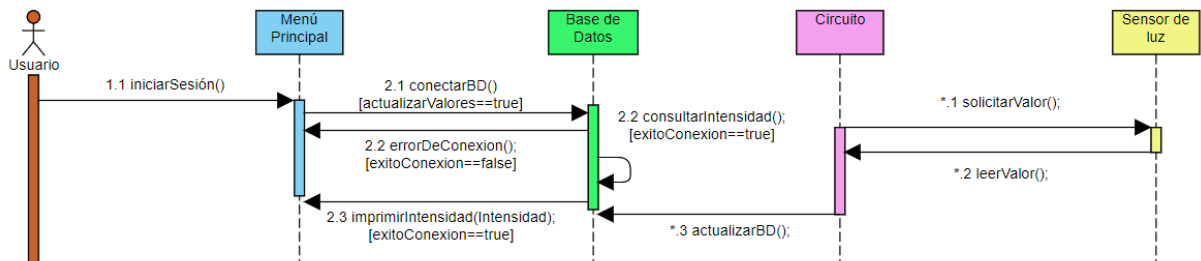 Usuario
Menú
Principal
Base de
Datos
Circuito
Sensor de
luz
1.1 iniciarSesión()
2.1 conectarBD()
[actualizarValores==true]
2.2 errorDeConexion();
[exitoConexion==false]
2.2 consultarIntensidad();
[exitoConexion==true]
2.3 imprimirIntensidad(Intensidad);
[exitoConexion==true]
*.1 solicitarValor();
*.2 leerValor();
*.3 actualizarBD();